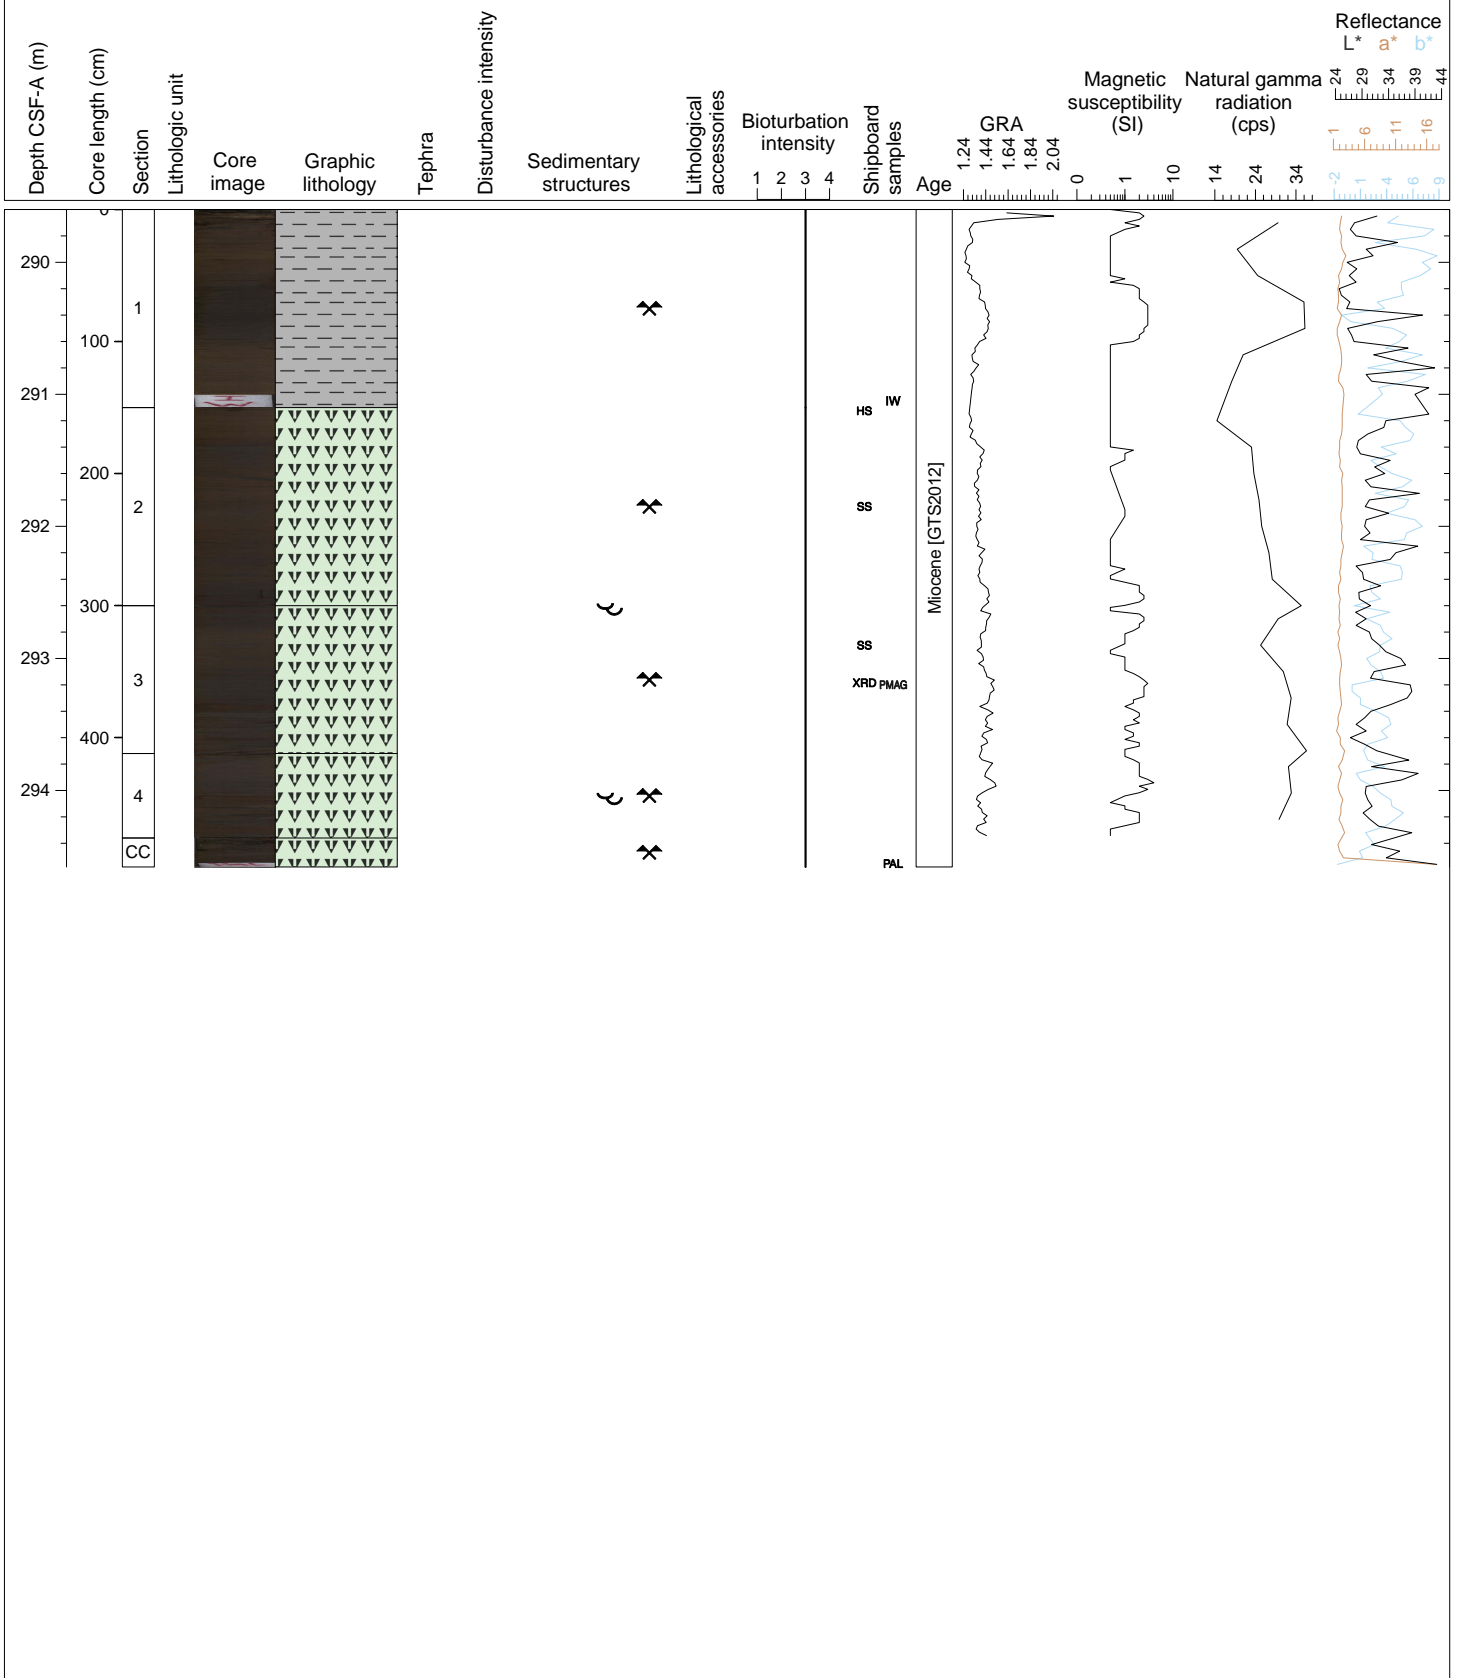 Depth CSF-A (m)
Core length (cm)
Section
Lithologic unit
Core
image
Graphic
lithology
Tephra
Disturbance intensity
Sedimentary
structures
Lithological
accessories
Bioturbation
intensity
1 2 3 4
Shipboard
samples
Age
GRA
1.24 1.44 1.64 1.84 2.04
Magnetic
susceptibility
(SI)
0 1 10
Natural gamma
radiation
(cps)
14 24 34
Reflectance
L* a* b*
24 29 34 39 44
1 6 11 16
-2 1 4 6 9
0
290
1
100
291
IW
HS
200
2
SS
292
Miocene [GTS2012]
300
SS
293
3
XRD PMAG
400
294
4
CC
PAL